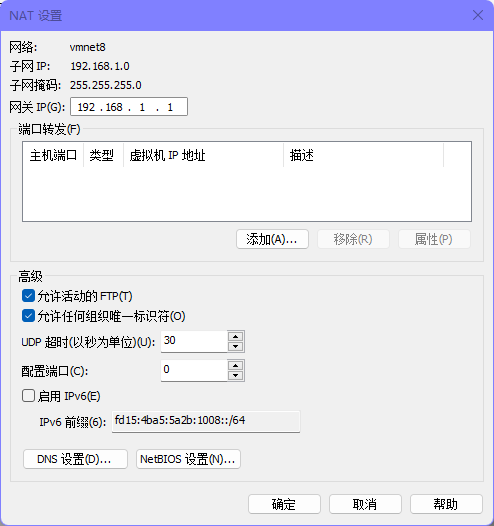 NAT 设置
网络: vmnet8
子网 IP: 192.168.1.0
子网掩码: 255.255.255.0
网关 IP(G): 192 . 168 . 1 . 1
端口转发(F)
主机端口 类型 虚拟机 IP 地址 描述
添加(A)... 移除(R) 属性(P)
高级
允许活动的 FTP(T)
允许任何组织唯一标识符(O)
UDP 超时(以秒为单位)(U): 30
配置端口(C): 0
启用 IPv6(E)
IPv6 前缀(6): fd15:4ba5:5a2b:1008::/64
DNS 设置(D)... NetBIOS 设置(N)...
确定 取消 帮助